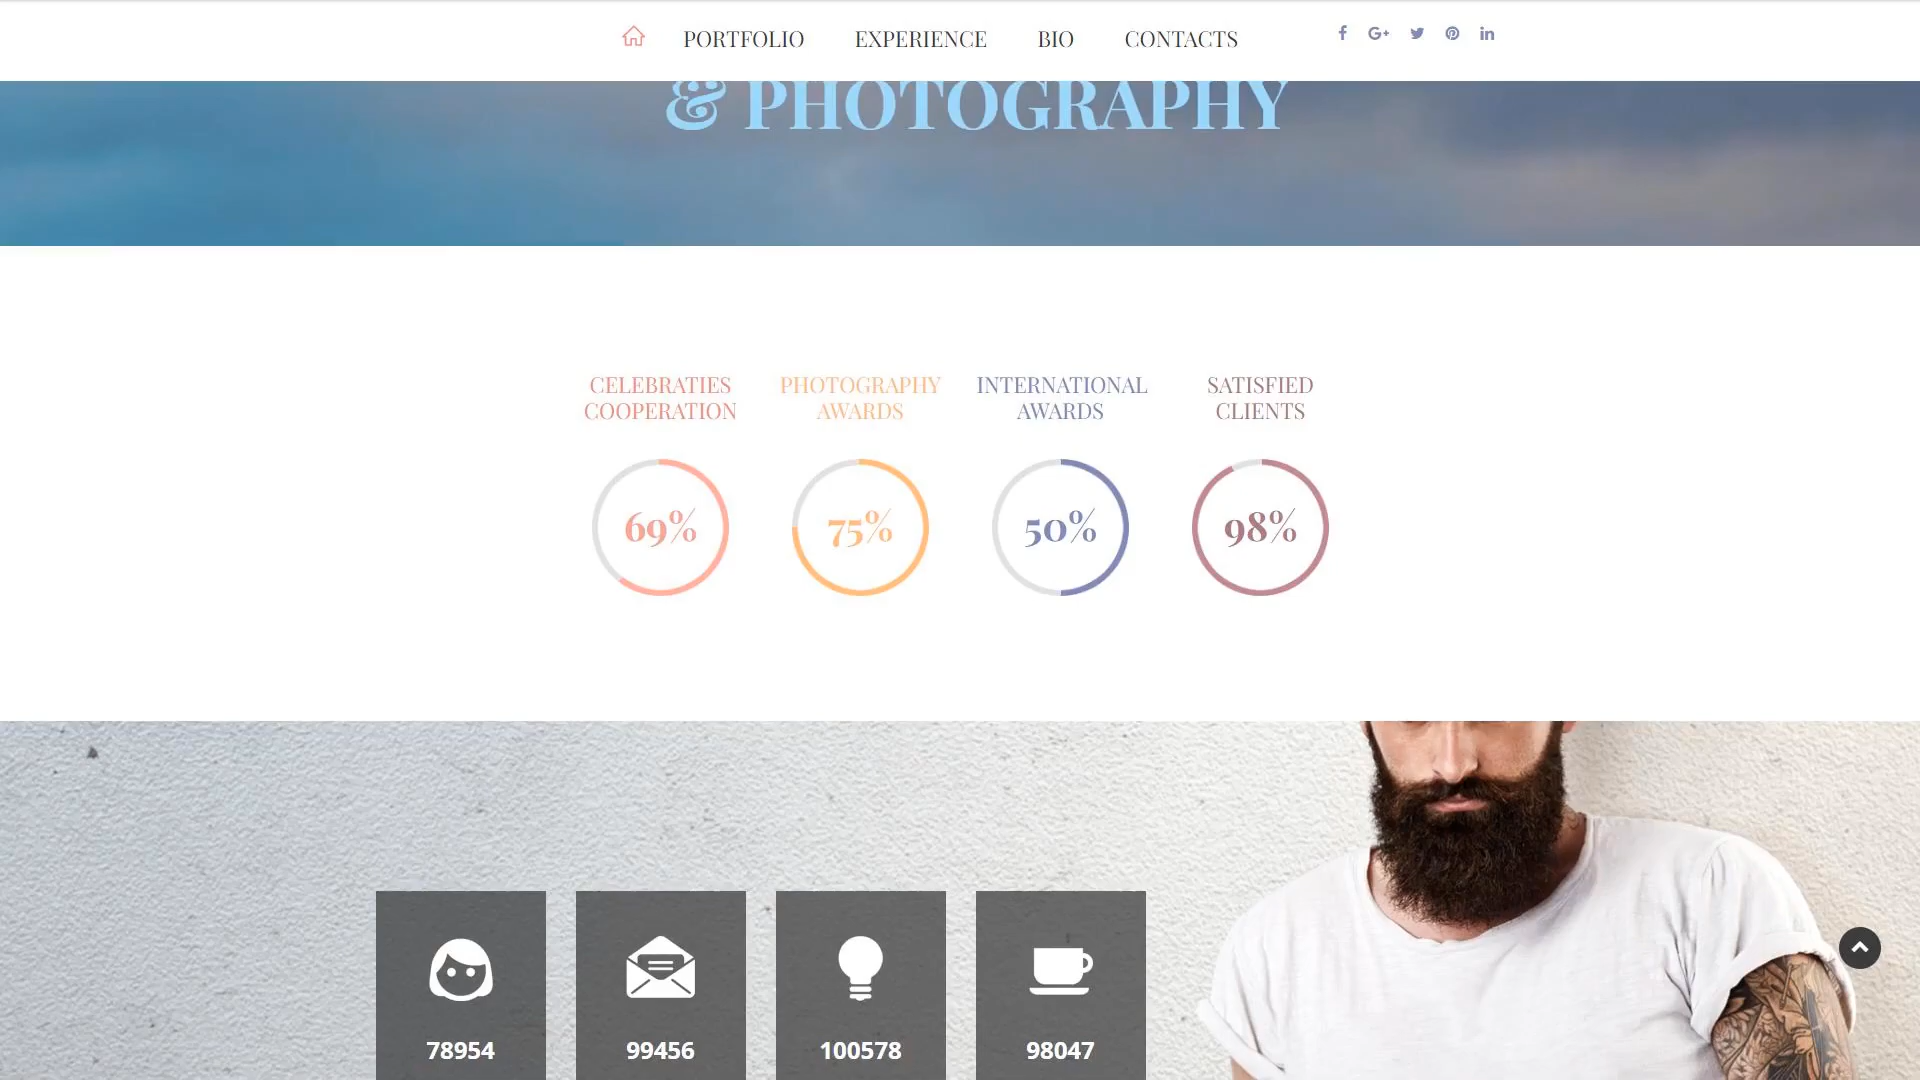 PORTFOLIO EXPERIENCE BIO CONTACTS
& PHOTOGRAPHY
CELEBRATIES
COOPERATION
PHOTOGRAPHY
AWARDS
INTERNATIONAL
AWARDS
SATISFIED
CLIENTS
69% 75% 50% 98%
78954 99456 100578 98047